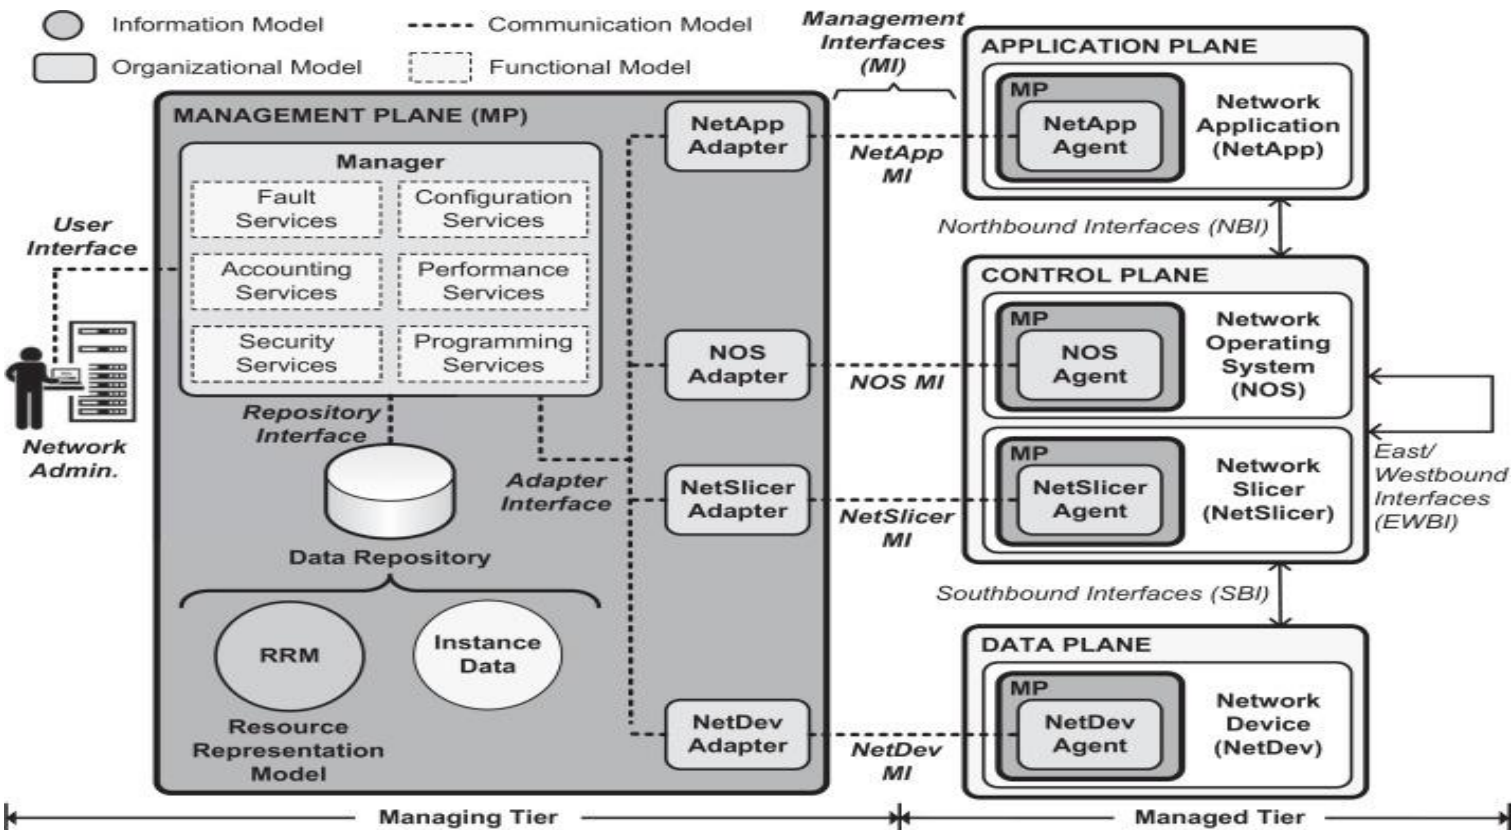 Information Model
Communication Model
Organizational Model
Functional Model
Management
Interfaces
(MI)
MANAGEMENT PLANE (MP)
Manager
Fault
Services
Configuration
Services
Accounting
Services
Performance
Services
Security
Services
Programming
Services
User
Interface
Network
Admin.
Repository
Interface
Adapter
Interface
Data Repository
RRM
Instance
Data
Resource
Representation
Model
NetApp
Adapter
NOS
Adapter
NetSlicer
Adapter
NetDev
Adapter
NetApp
MI
NOS MI
NetSlicer
MI
NetDev
MI
APPLICATION PLANE
MP
NetApp
Agent
Network
Application
(NetApp)
Northbound Interfaces (NBI)
CONTROL PLANE
MP
NOS
Agent
Network
Operating
System
(NOS)
MP
NetSlicer
Agent
Network
Slicer
(NetSlicer)
East/
Westbound
Interfaces
(EWBI)
Southbound Interfaces (SBI)
DATA PLANE
MP
NetDev
Agent
Network
Device
(NetDev)
Managing Tier
Managed Tier